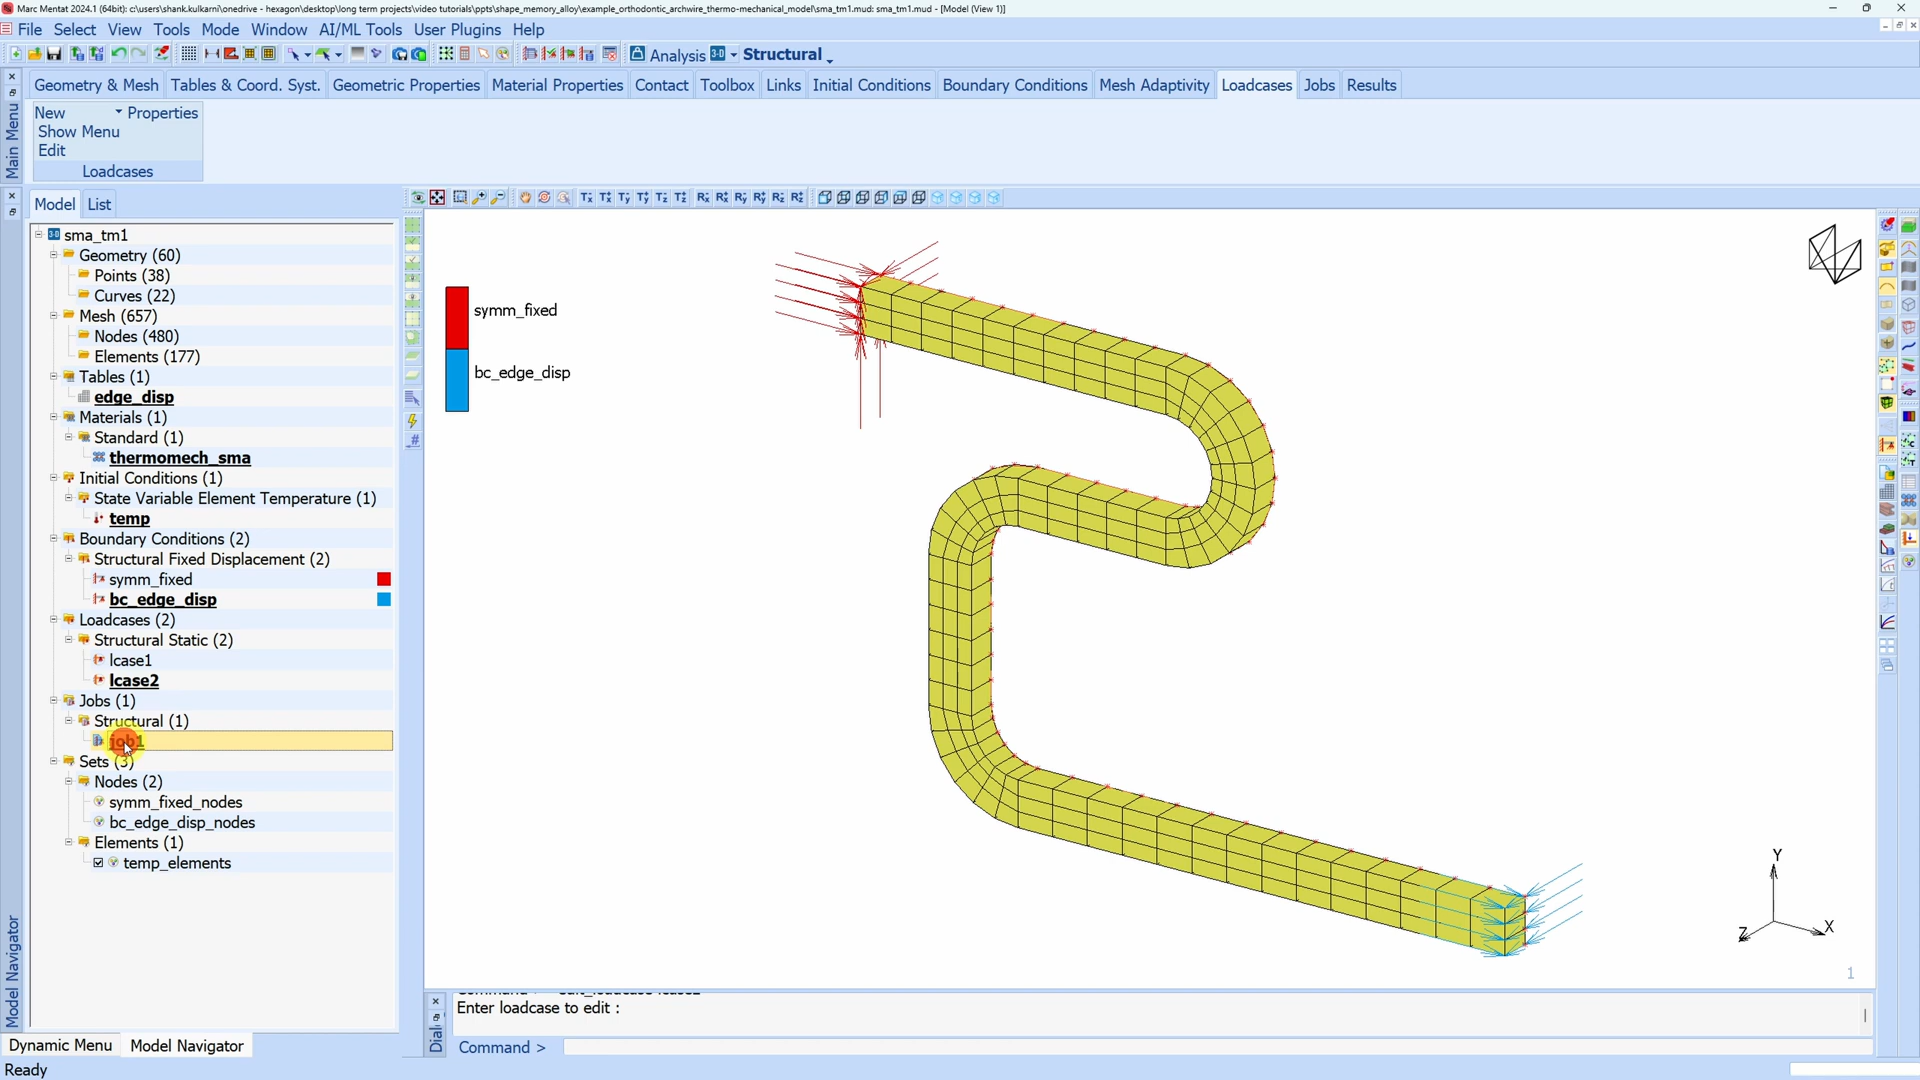 Marc Mentat 2024.1 (64bit): c:\users\shank.kulkarni\onedrive - hexagon\desktop\long term projects\video tutorials\ppts\shape_memory_alloy\example_orthodontic_archwire_thermo-mechanical_model\sma_tm1.mud: sma_tm1.mud - [Model (View 1)]
File Select View Tools Mode Window AI/ML Tools User Plugins Help
Analysis 3-D Structural
Geometry & Mesh Tables & Coord. Syst. Geometric Properties Material Properties Contact Toolbox Links Initial Conditions Boundary Conditions Mesh Adaptivity Loadcases Jobs Results
Main Menu
New Properties
Show Menu
Edit
Loadcases
Model List
sma_tm1
Geometry (60)
Points (38)
Curves (22)
Mesh (657)
Nodes (480)
Elements (177)
Tables (1)
edge_disp
Materials (1)
Standard (1)
thermomech_sma
Initial Conditions (1)
State Variable Element Temperature (1)
temp
Boundary Conditions (2)
Structural Fixed Displacement (2)
symm_fixed
bc_edge_disp
Loadcases (2)
Structural Static (2)
lcase1
lcase2
Jobs (1)
Structural (1)
job1
Sets (3)
Nodes (2)
symm_fixed_nodes
bc_edge_disp_nodes
Elements (1)
temp_elements
Model Navigator
Dynamic Menu Model Navigator
Ready
symm_fixed
bc_edge_disp
Y
Z
X
1
Enter loadcase to edit :
Command >